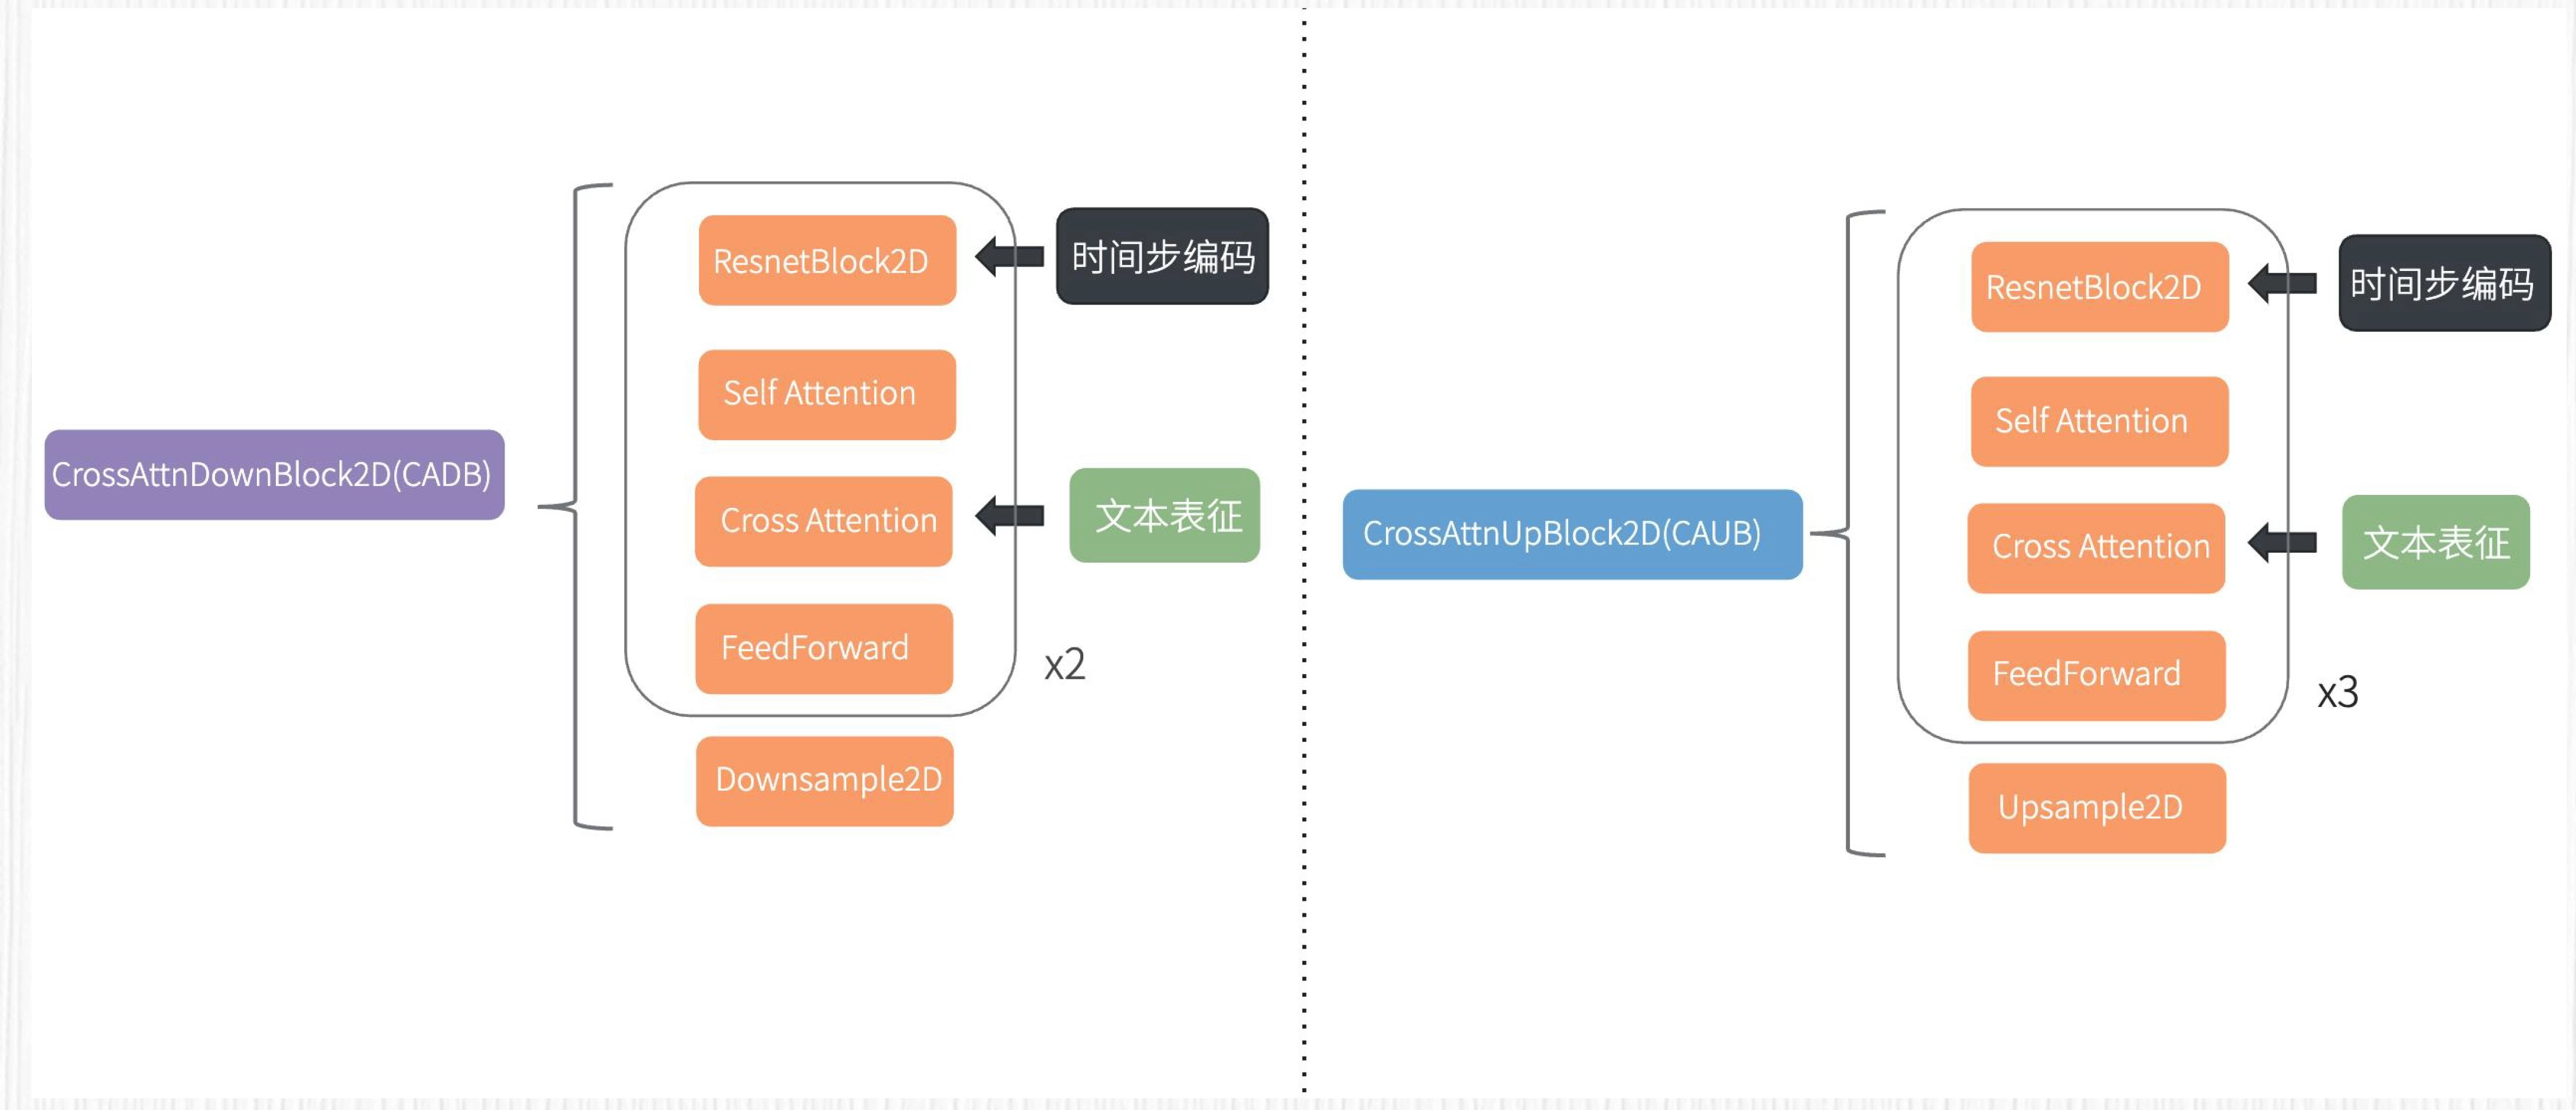 CrossAttnDownBlock2D(CADB)
ResnetBlock2D
时间步编码
Self Attention
Cross Attention
文本表征
FeedForward
x2
Downsample2D
CrossAttnUpBlock2D(CAUB)
ResnetBlock2D
时间步编码
Self Attention
Cross Attention
文本表征
FeedForward
x3
Upsample2D